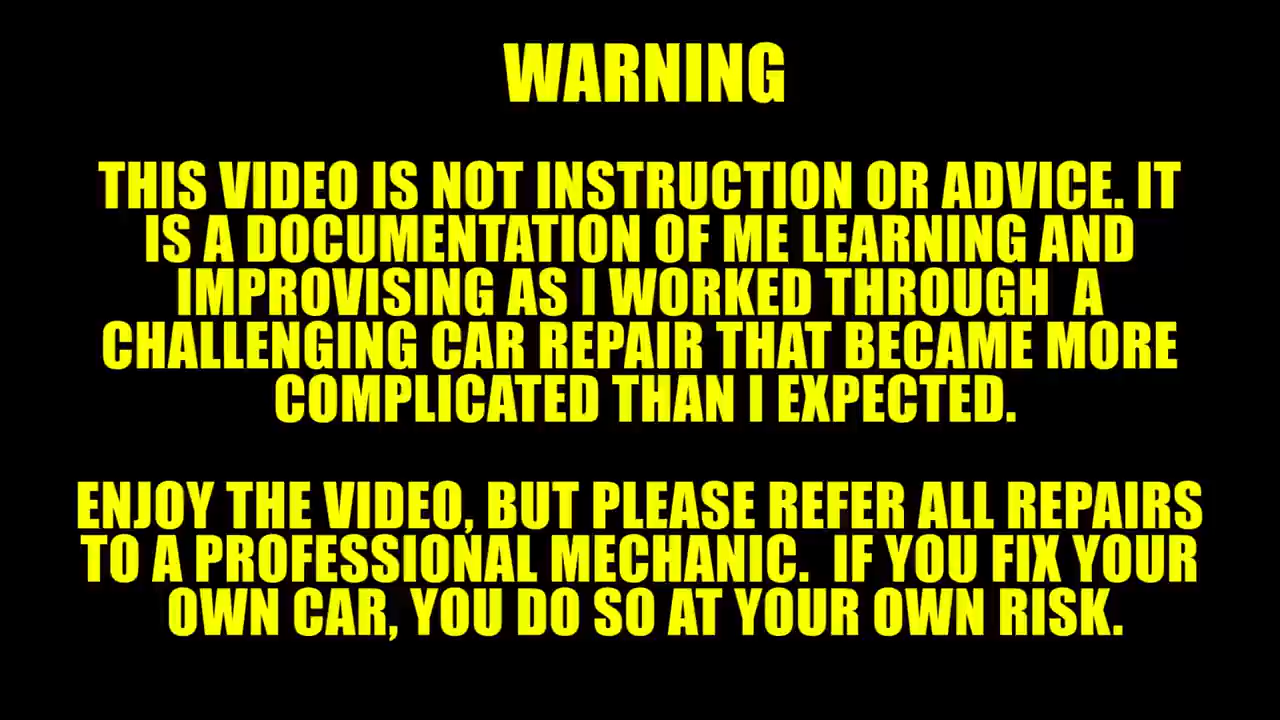 WARNING
THIS VIDEO IS NOT INSTRUCTION OR ADVICE. IT
IS A DOCUMENTATION OF ME LEARNING AND
IMPROVISING AS I WORKED THROUGH  A
CHALLENGING CAR REPAIR THAT BECAME MORE
COMPLICATED THAN I EXPECTED.
ENJOY THE VIDEO, BUT PLEASE REFER ALL REPAIRS
TO A PROFESSIONAL MECHANIC.  IF YOU FIX YOUR
OWN CAR, YOU DO SO AT YOUR OWN RISK.